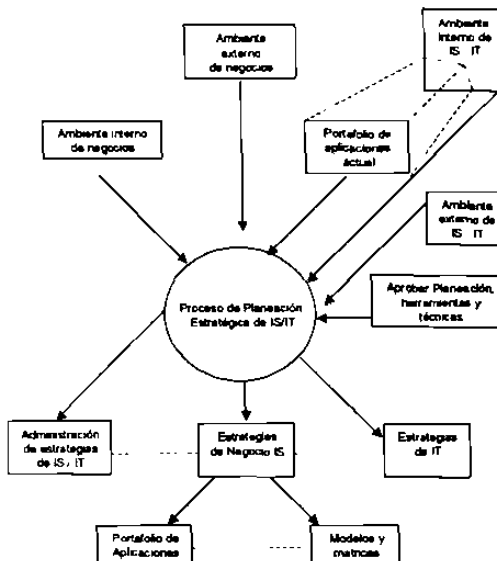 Ambiente
externo
de negocios
Ambiente
interno de
IS IT
Ambiente interno
de negocios
Portafolio de
aplicaciones
actual
Ambiente
externo de
IS IT
Aprobar Planeación,
herramientas y
técnicas
Proceso de Planeación
Estratégica de IS/IT
Administración
de estrategias
de IS / IT
Estrategias
de Negocio IS
Estrategias
de IT
Portafolio de
Aplicaciones
Modelos y
matrices